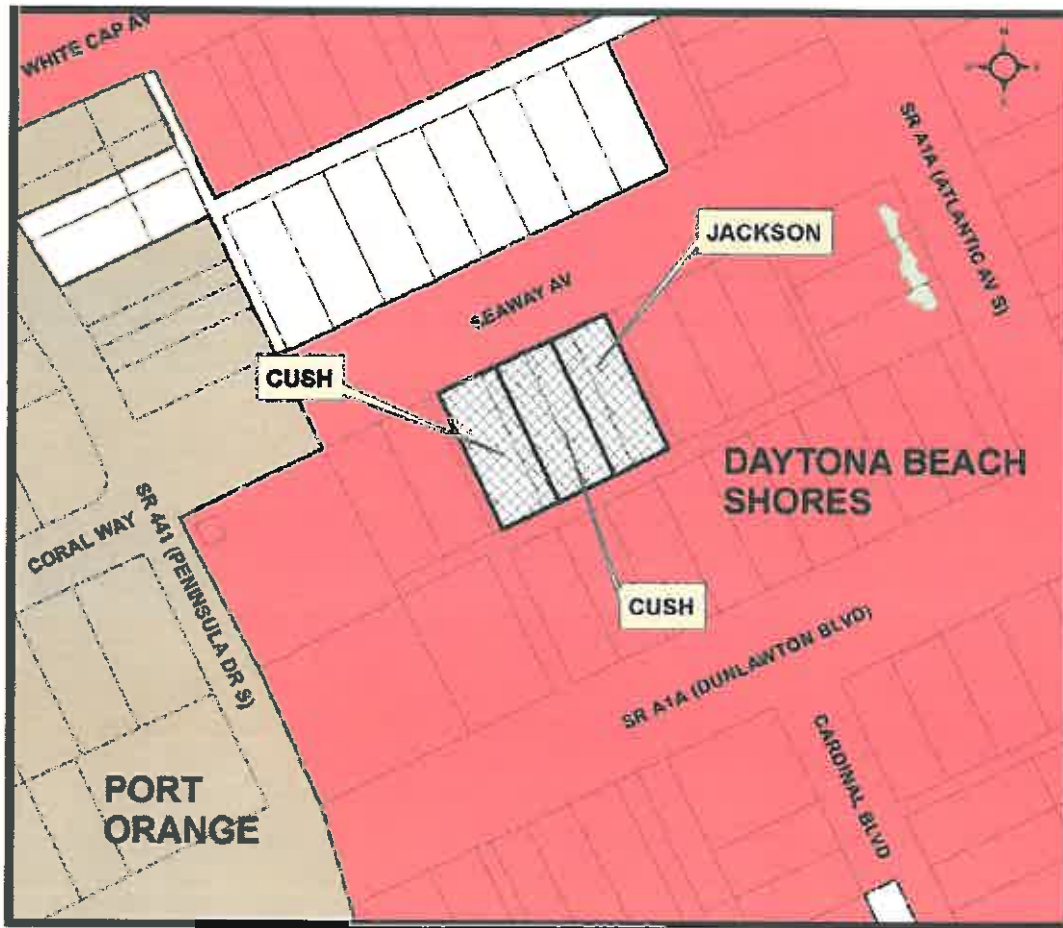 WHITE CAP AV
SR A1A (ATLANTIC AV S)
JACKSON
SEAWAY AV
CUSH
DAYTONA BEACH
SHORES
SR 441 (PENINSULA DR S)
CORAL WAY
CUSH
SR A1A (DUNLAWTON BLVD)
CARDINAL BLVD
PORT
ORANGE